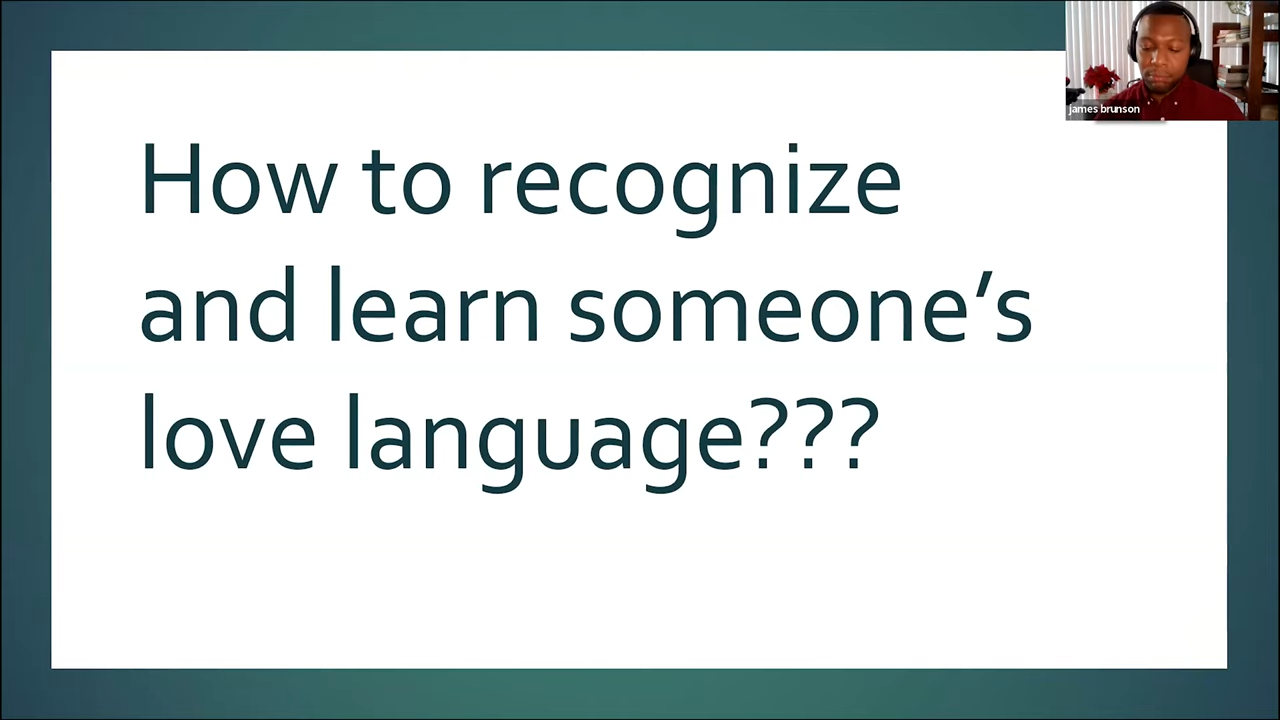 james brunson
How to recognize
and learn someone’s
love language???